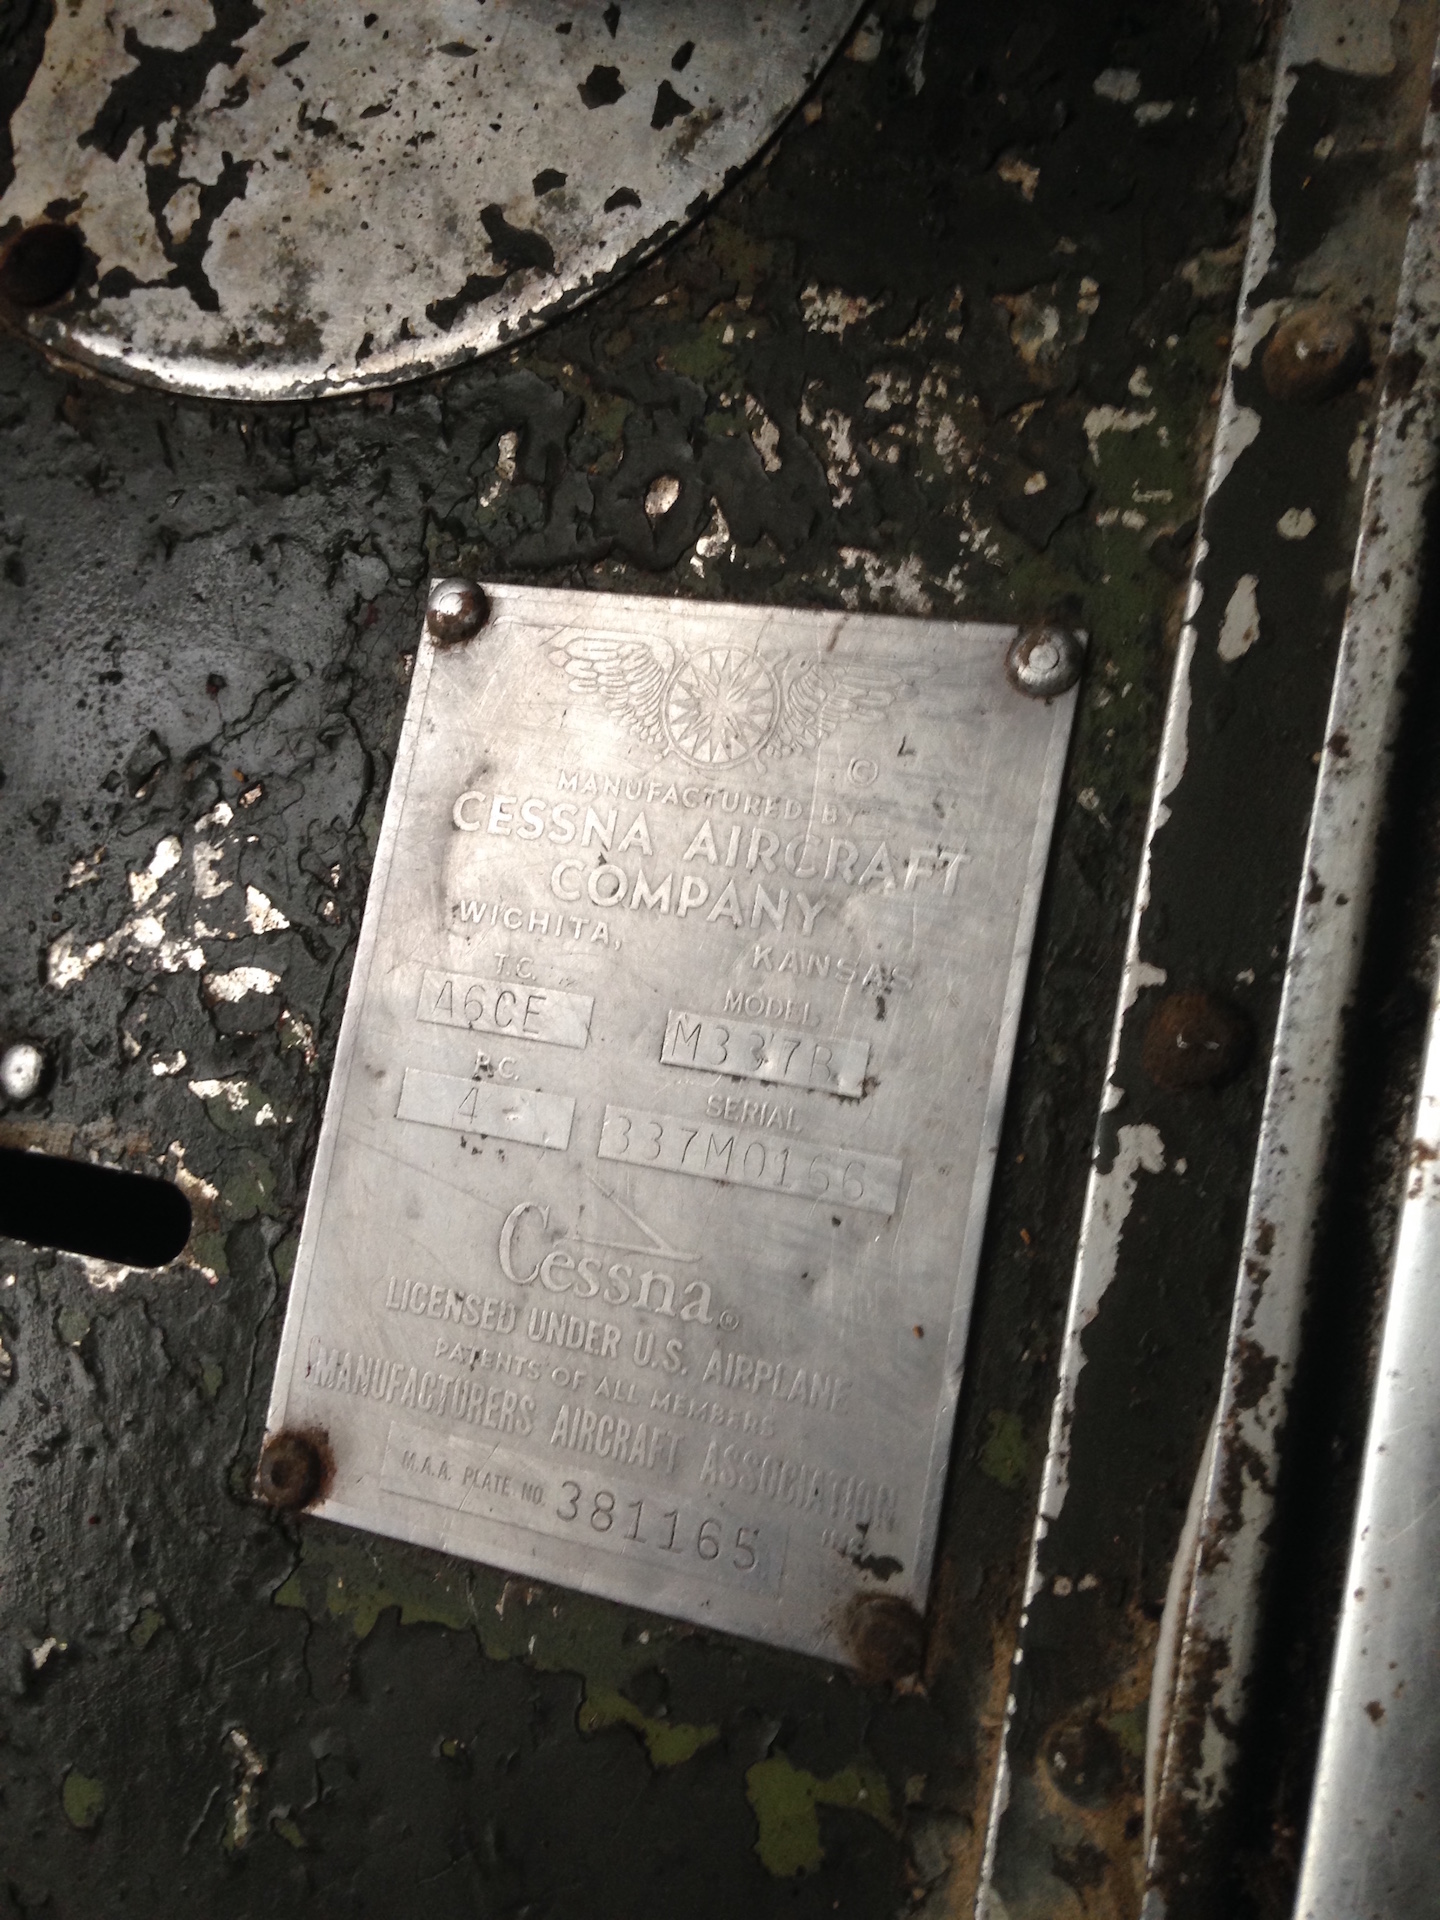 ©
MANUFACTURED BY
CESSNA AIRCRAFT
COMPANY
WICHITA, KANSAS
T.C. MODEL
A6CE M337B
P.C. SERIAL
4 337M0166
Cessna®
LICENSED UNDER U.S. AIRPLANE
PATENTS OF ALL MEMBERS
MANUFACTURERS AIRCRAFT ASSOCIATION
INC.
M.A.A. PLATE NO. 381165